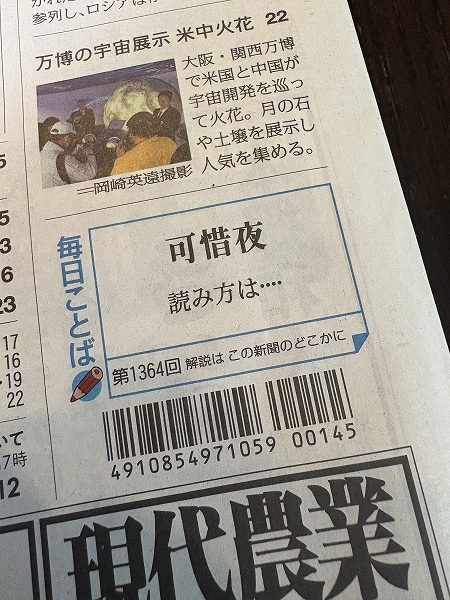 参列し、ロシアは
万博の宇宙展示 米中火花 22
大阪・関西万博
で米国と中国が
宇宙開発を巡っ
て火花。月の石
や土壌を展示し
人気を集める。
=岡崎英遠撮影
毎日ことば
可惜夜
読み方は‥‥
第1364回 解説は この新聞のどこかに
4910854971059 00145
5
5
3
6
23
17
16
19
22
いて
7時
12
現代農業